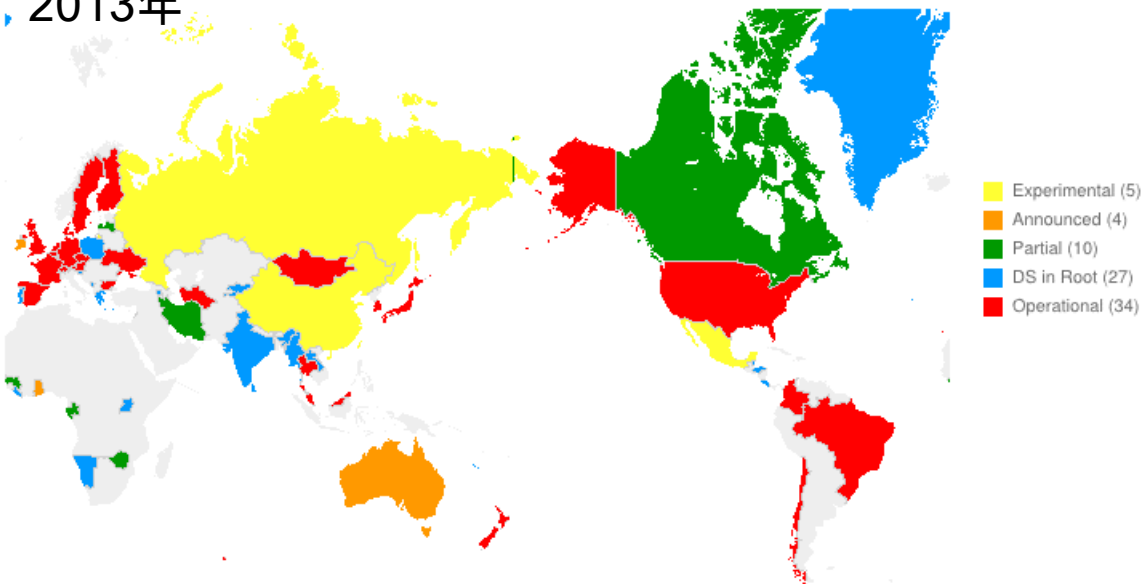 2013年
Experimental (5)
Announced (4)
Partial (10)
DS in Root (27)
Operational (34)